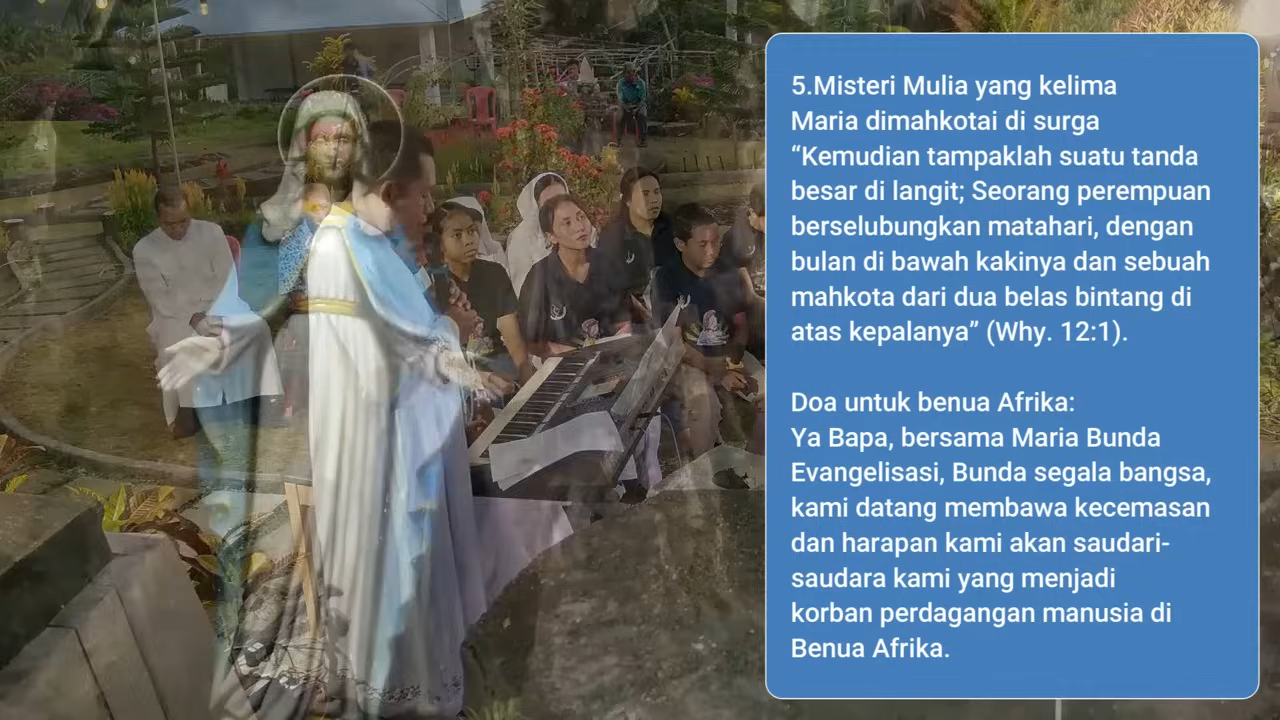 5.Misteri Mulia yang kelima
Maria dimahkotai di surga
“Kemudian tampaklah suatu tanda
besar di langit; Seorang perempuan
berselubungkan matahari, dengan
bulan di bawah kakinya dan sebuah
mahkota dari dua belas bintang di
atas kepalanya” (Why. 12:1).
Doa untuk benua Afrika:
Ya Bapa, bersama Maria Bunda
Evangelisasi, Bunda segala bangsa,
kami datang membawa kecemasan
dan harapan kami akan saudari-
saudara kami yang menjadi
korban perdagangan manusia di
Benua Afrika.